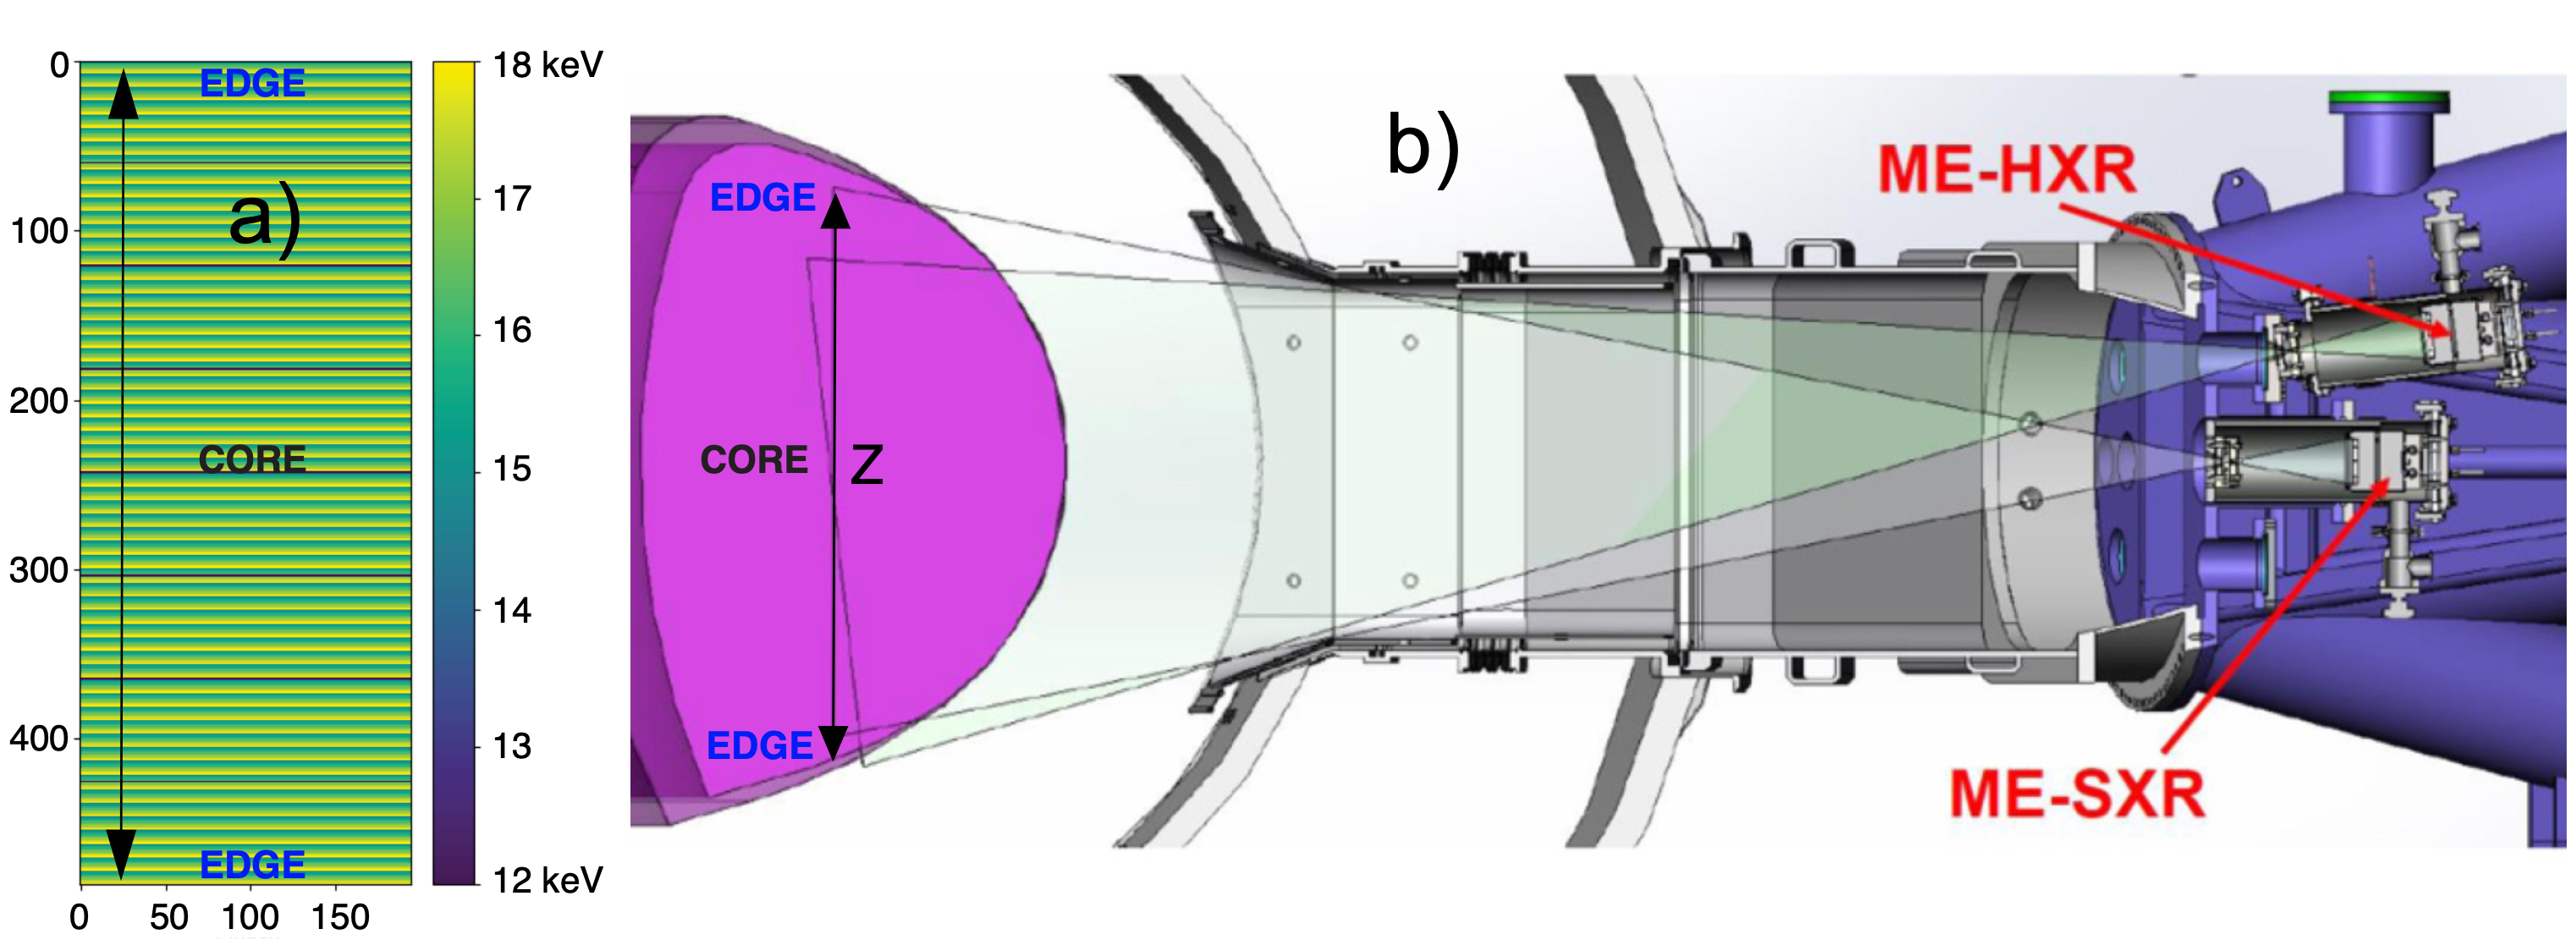 0
100
200
300
400
0
50
100
150
EDGE
a)
CORE
EDGE
18 keV
17
16
15
14
13
12 keV
b)
EDGE
CORE
Z
EDGE
ME-HXR
ME-SXR